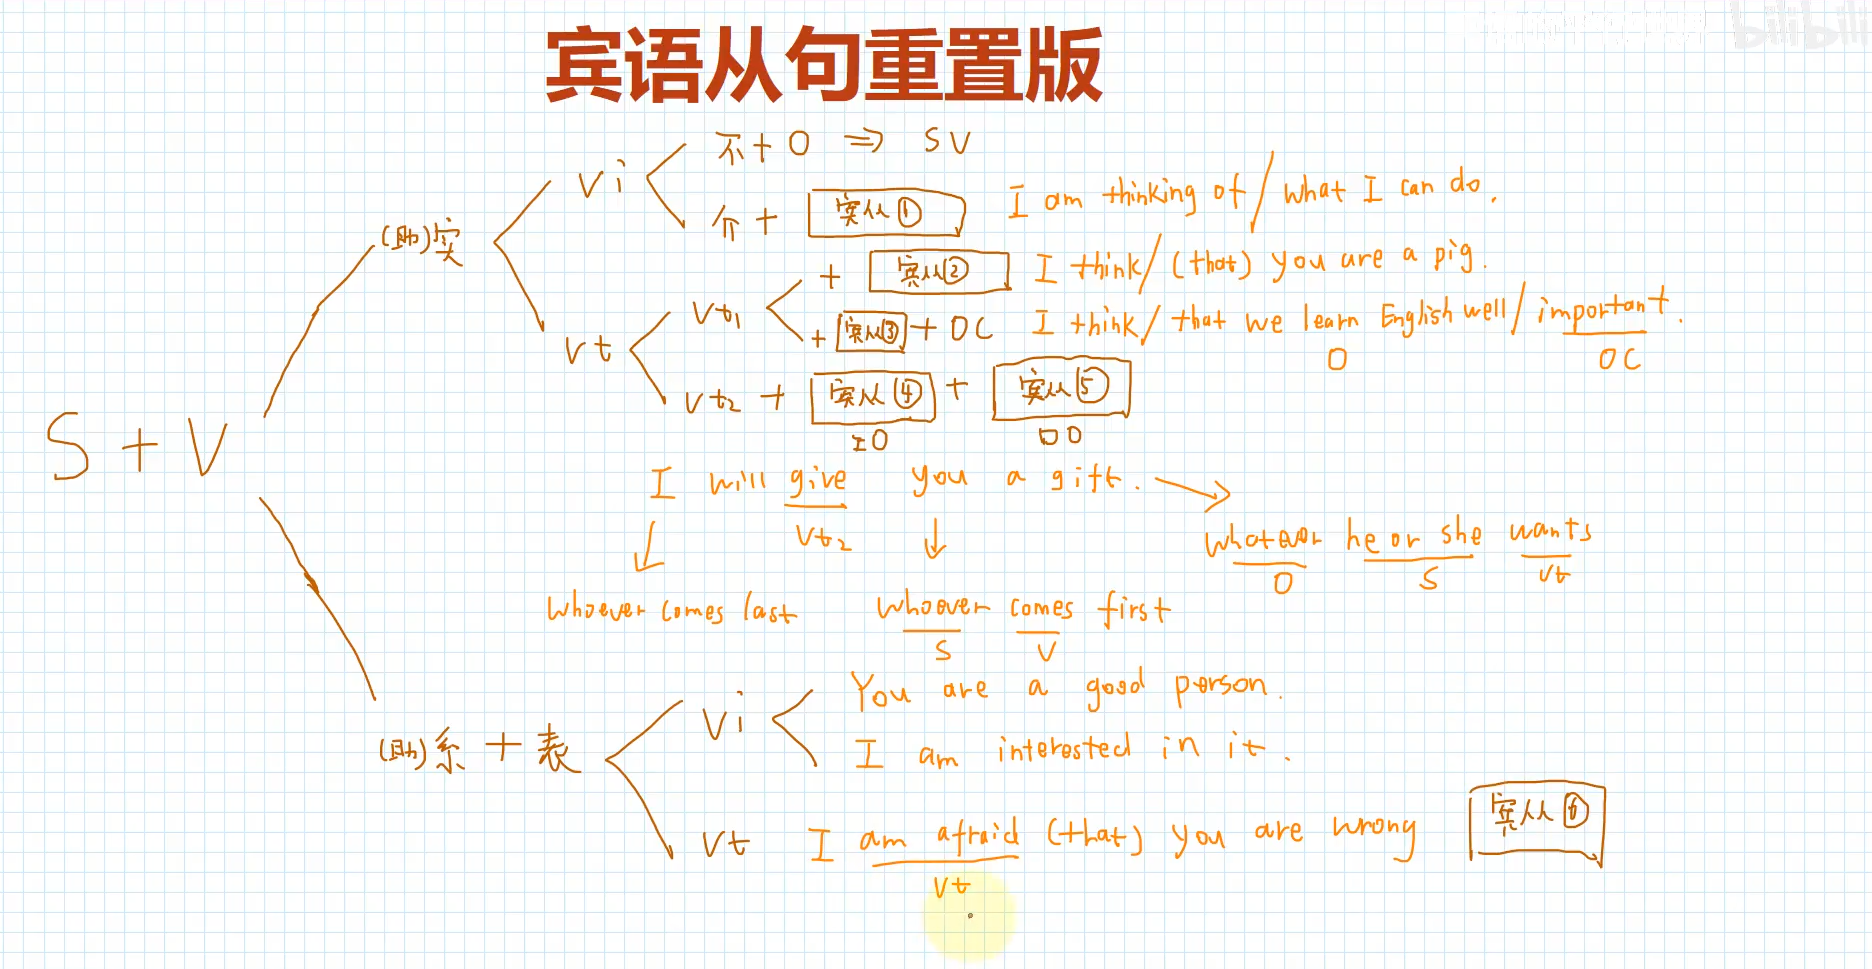 宾语从句重置版
bilibili
vi 不+O ⇒ SV
介+ 宾从① I am thinking of/what I can do.
(助)实
+ 宾从② I think/(that) you are a pig.
vt vt₁ + 宾从③ + OC I think/that we learn English well/important.
O OC
vt₂ + 宾从④ + 宾从⑤
IO DO
S + V
I will give you a gift.
vt₂
whatever he or she wants
O S vt
whoever comes last whoever comes first
S V
You are a good person.
vi
(助)系+表 I am interested in it.
宾从⑥
vt I am afraid (that) you are wrong
vt